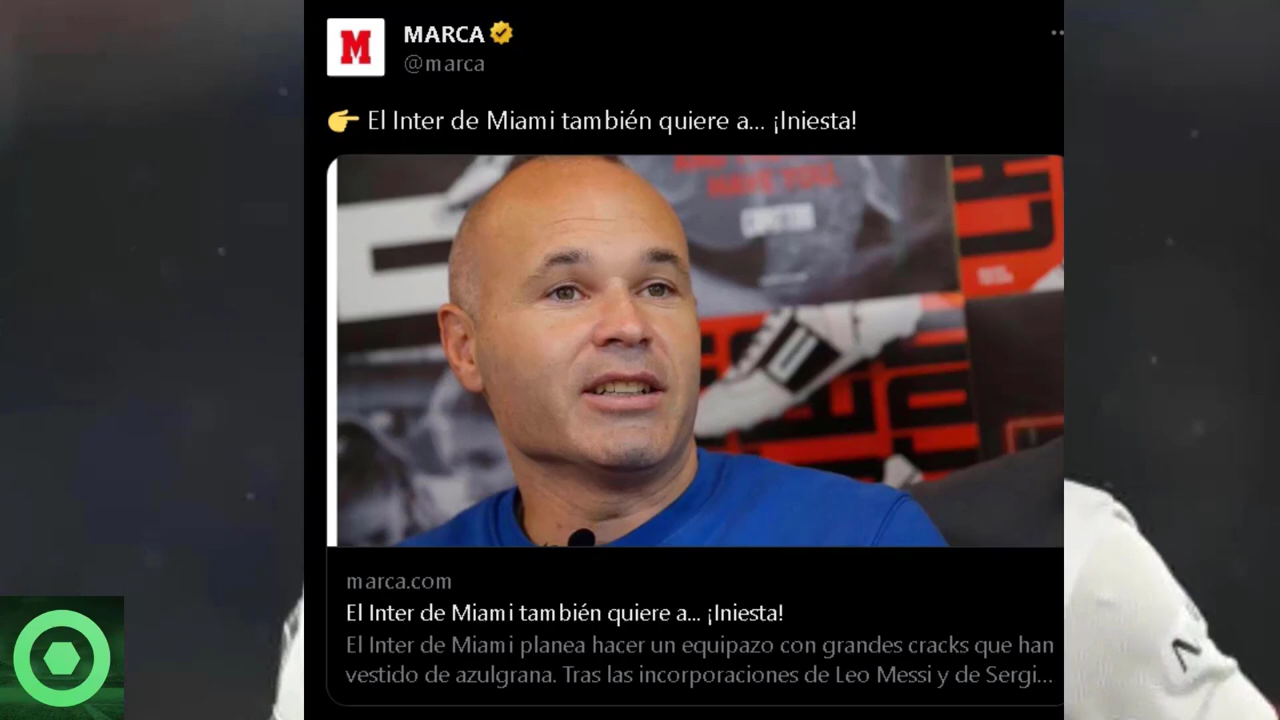 M
MARCA
@marca
👉 El Inter de Miami también quiere a... ¡Iniesta!
HAVE YOU.
marca.com
El Inter de Miami también quiere a... ¡Iniesta!
El Inter de Miami planea hacer un equipazo con grandes cracks que han
vestido de azulgrana. Tras las incorporaciones de Leo Messi y de Sergi...